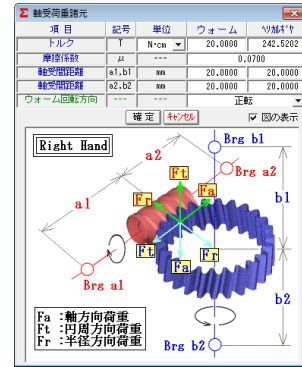 Σ 軸受荷重諸元
項 目 記号 単位 ウォーム ヘリカルギヤ
トルク T N・cm 20.0000 242.5202
摩擦係数 μ --- 0.0700
軸受間距離 a1,b1 mm 20.0000 20.0000
軸受間距離 a2,b2 mm 20.0000 20.0000
ウォーム回転方向 --- --- 正転
確 定 キャンセル 図の表示
Right Hand
Brg b1
a2
Brg a2
Ft
Fa
a1
Fr
b1
Ft
Fr
Fa
Brg a1
b2
Fa :軸方向荷重
Ft :円周方向荷重
Fr :半径方向荷重
Brg b2